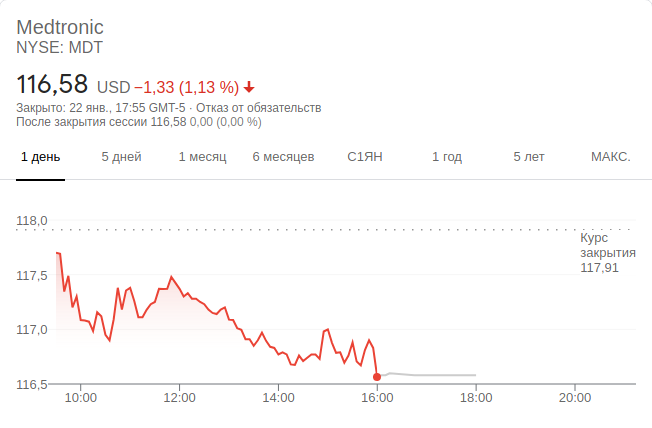 Medtronic
NYSE: MDT
116,58 USD −1,33 (1,13 %)
Закрыто: 22 янв., 17:55 GMT-5 · Отказ от обязательств
После закрытия сессии 116,58 0,00 (0,00 %)
1 день 5 дней 1 месяц 6 месяцев С1ЯН 1 год 5 лет МАКС.
118,0
Курс
закрытия
117,91
117,5
117,0
116,5
10:00 12:00 14:00 16:00 18:00 20:00